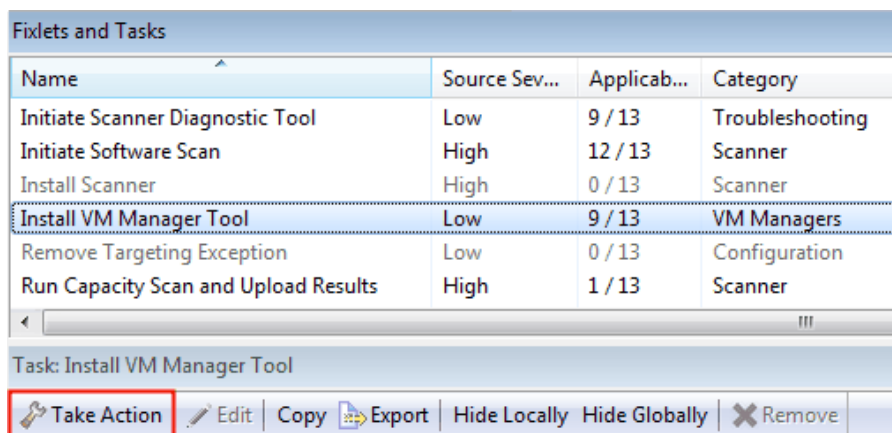 Fixlets and Tasks
Name Source Sev... Applicab... Category
Initiate Scanner Diagnostic Tool Low 9 / 13 Troubleshooting
Initiate Software Scan High 12 / 13 Scanner
Install Scanner High 0 / 13 Scanner
Install VM Manager Tool Low 9 / 13 VM Managers
Remove Targeting Exception Low 0 / 13 Configuration
Run Capacity Scan and Upload Results High 1 / 13 Scanner
Task: Install VM Manager Tool
Take Action Edit Copy Export Hide Locally Hide Globally Remove